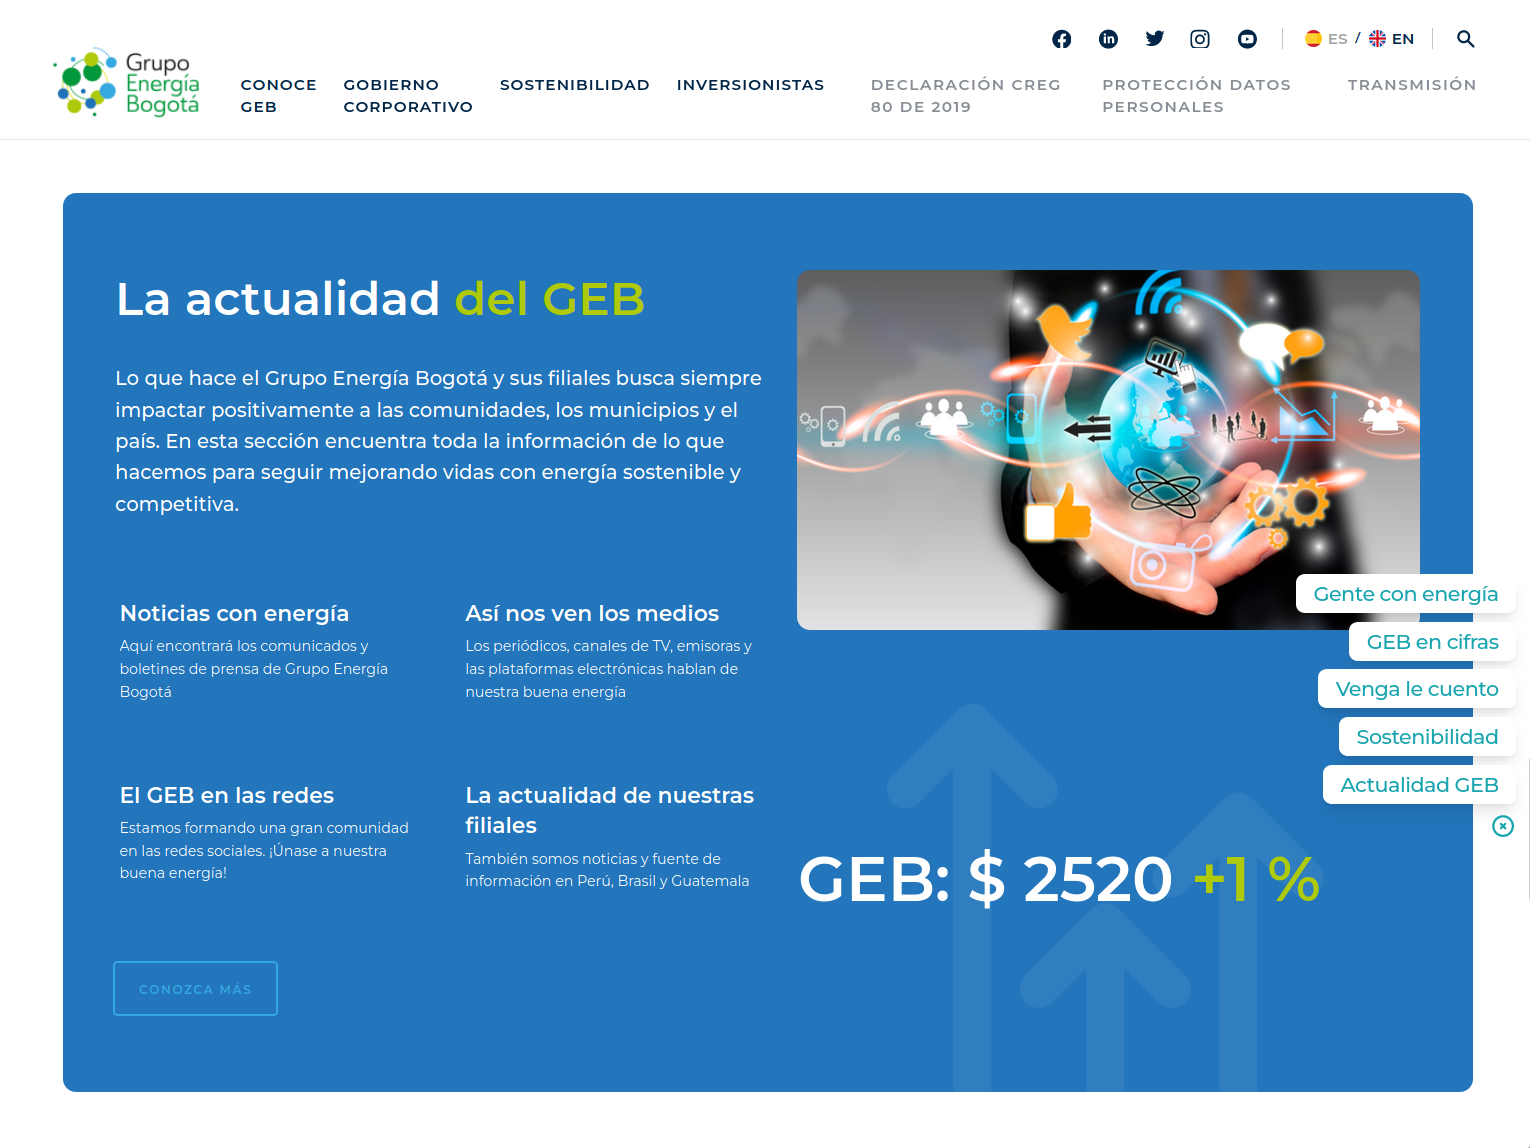 ES / EN
Grupo
Energía
Bogotá
CONOCE
GEB
GOBIERNO
CORPORATIVO
SOSTENIBILIDAD
INVERSIONISTAS
DECLARACIÓN CREG
80 DE 2019
PROTECCIÓN DATOS
PERSONALES
TRANSMISIÓN
La actualidad del GEB
Lo que hace el Grupo Energía Bogotá y sus filiales busca siempre
impactar positivamente a las comunidades, los municipios y el
país. En esta sección encuentra toda la información de lo que
hacemos para seguir mejorando vidas con energía sostenible y
competitiva.
Noticias con energía
Aquí encontrará los comunicados y
boletines de prensa de Grupo Energía
Bogotá
Así nos ven los medios
Los periódicos, canales de TV, emisoras y
las plataformas electrónicas hablan de
nuestra buena energía
El GEB en las redes
Estamos formando una gran comunidad
en las redes sociales. ¡Únase a nuestra
buena energía!
La actualidad de nuestras
filiales
También somos noticias y fuente de
información en Perú, Brasil y Guatemala
CONOZCA MÁS
Gente con energía
GEB en cifras
Venga le cuento
Sostenibilidad
Actualidad GEB
GEB: $ 2520 +1 %